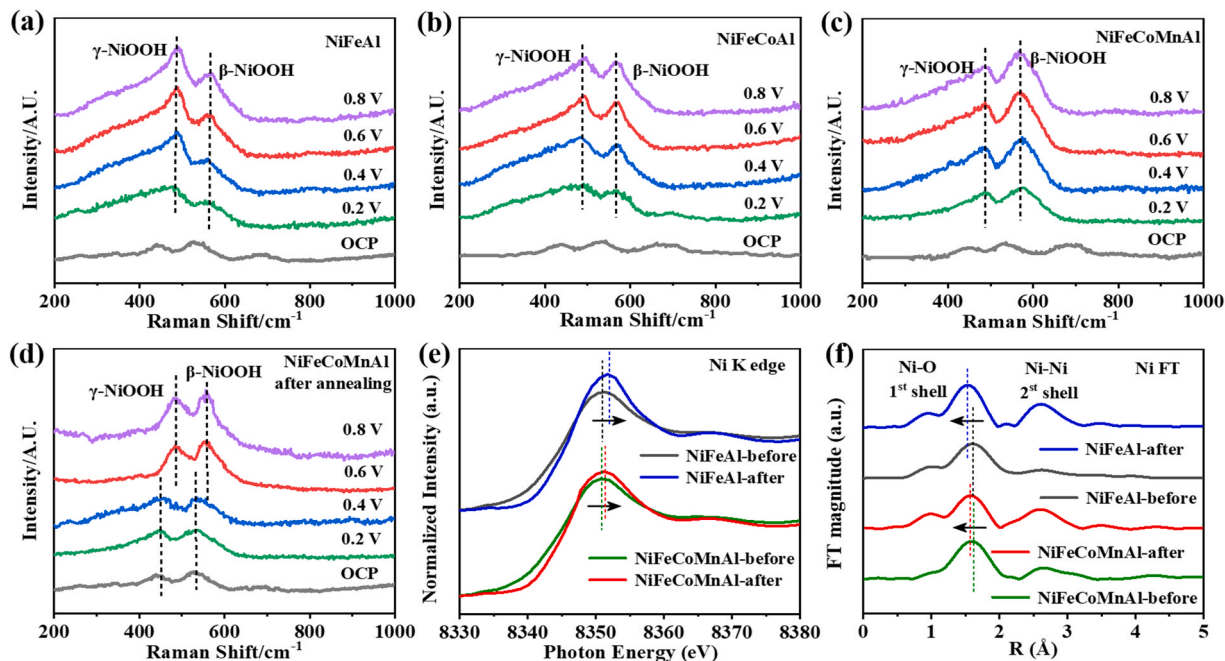 (a)
NiFeAl
γ-NiOOH
β-NiOOH
0.8 V
0.6 V
0.4 V
0.2 V
OCP
Intensity/A.U.
200 400 600 800 1000
Raman Shift/cm⁻¹
(b)
NiFeCoAl
γ-NiOOH
β-NiOOH
0.8 V
0.6 V
0.4 V
0.2 V
OCP
Intensity/A.U.
200 400 600 800 1000
Raman Shift/cm⁻¹
(c)
NiFeCoMnAl
γ-NiOOH
β-NiOOH
0.8 V
0.6 V
0.4 V
0.2 V
OCP
Intensity/A.U.
200 400 600 800 1000
Raman Shift/cm⁻¹
(d)
NiFeCoMnAl
after annealing
β-NiOOH
γ-NiOOH
0.8 V
0.6 V
0.4 V
0.2 V
OCP
Intensity/A.U.
200 400 600 800 1000
Raman Shift/cm⁻¹
(e)
Ni K edge
NiFeAl-before
NiFeAl-after
NiFeCoMnAl-before
NiFeCoMnAl-after
Normalized Intensity (a.u.)
8330 8340 8350 8360 8370 8380
Photon Energy (eV)
(f)
Ni-O
1st shell
Ni-Ni
2st shell
Ni FT
NiFeAl-after
NiFeAl-before
NiFeCoMnAl-after
NiFeCoMnAl-before
FT magnitude (a.u.)
0 1 2 3 4 5
R (Å)